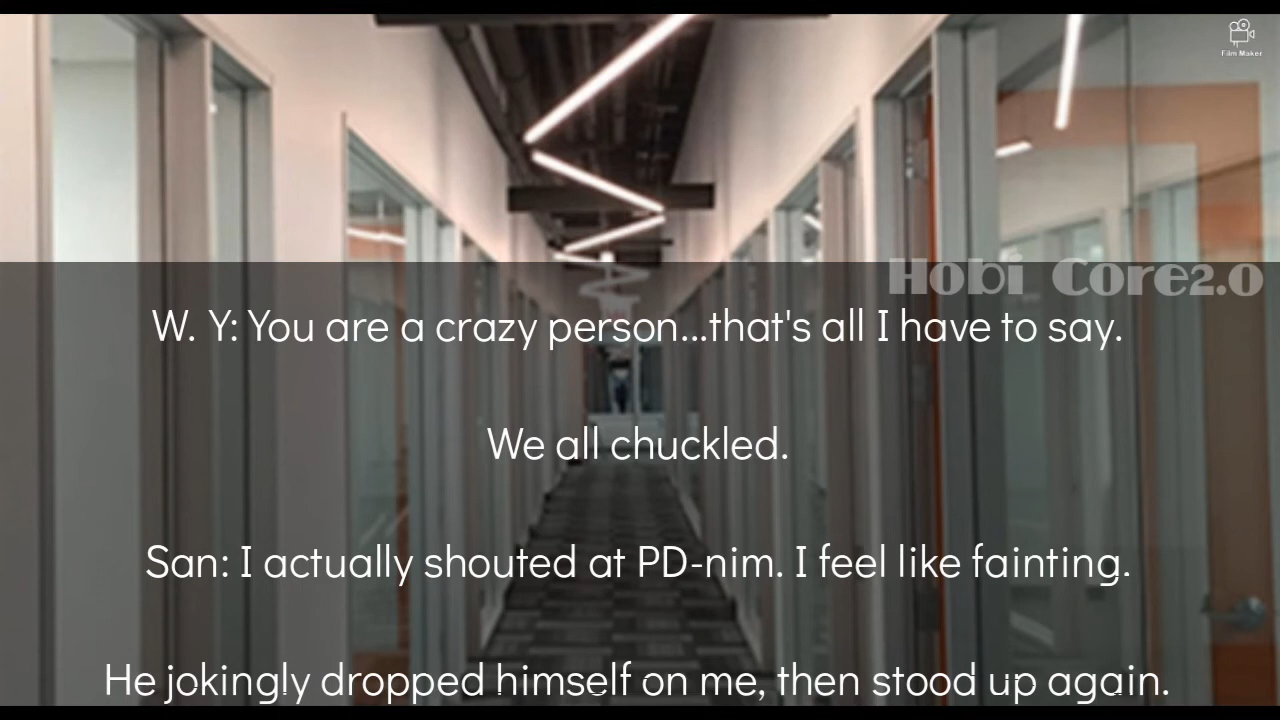 Film Maker
Hobi Core2.0
W. Y: You are a crazy person...that's all I have to say.
We all chuckled.
San: I actually shouted at PD-nim. I feel like fainting.
He jokingly dropped himself on me, then stood up again.